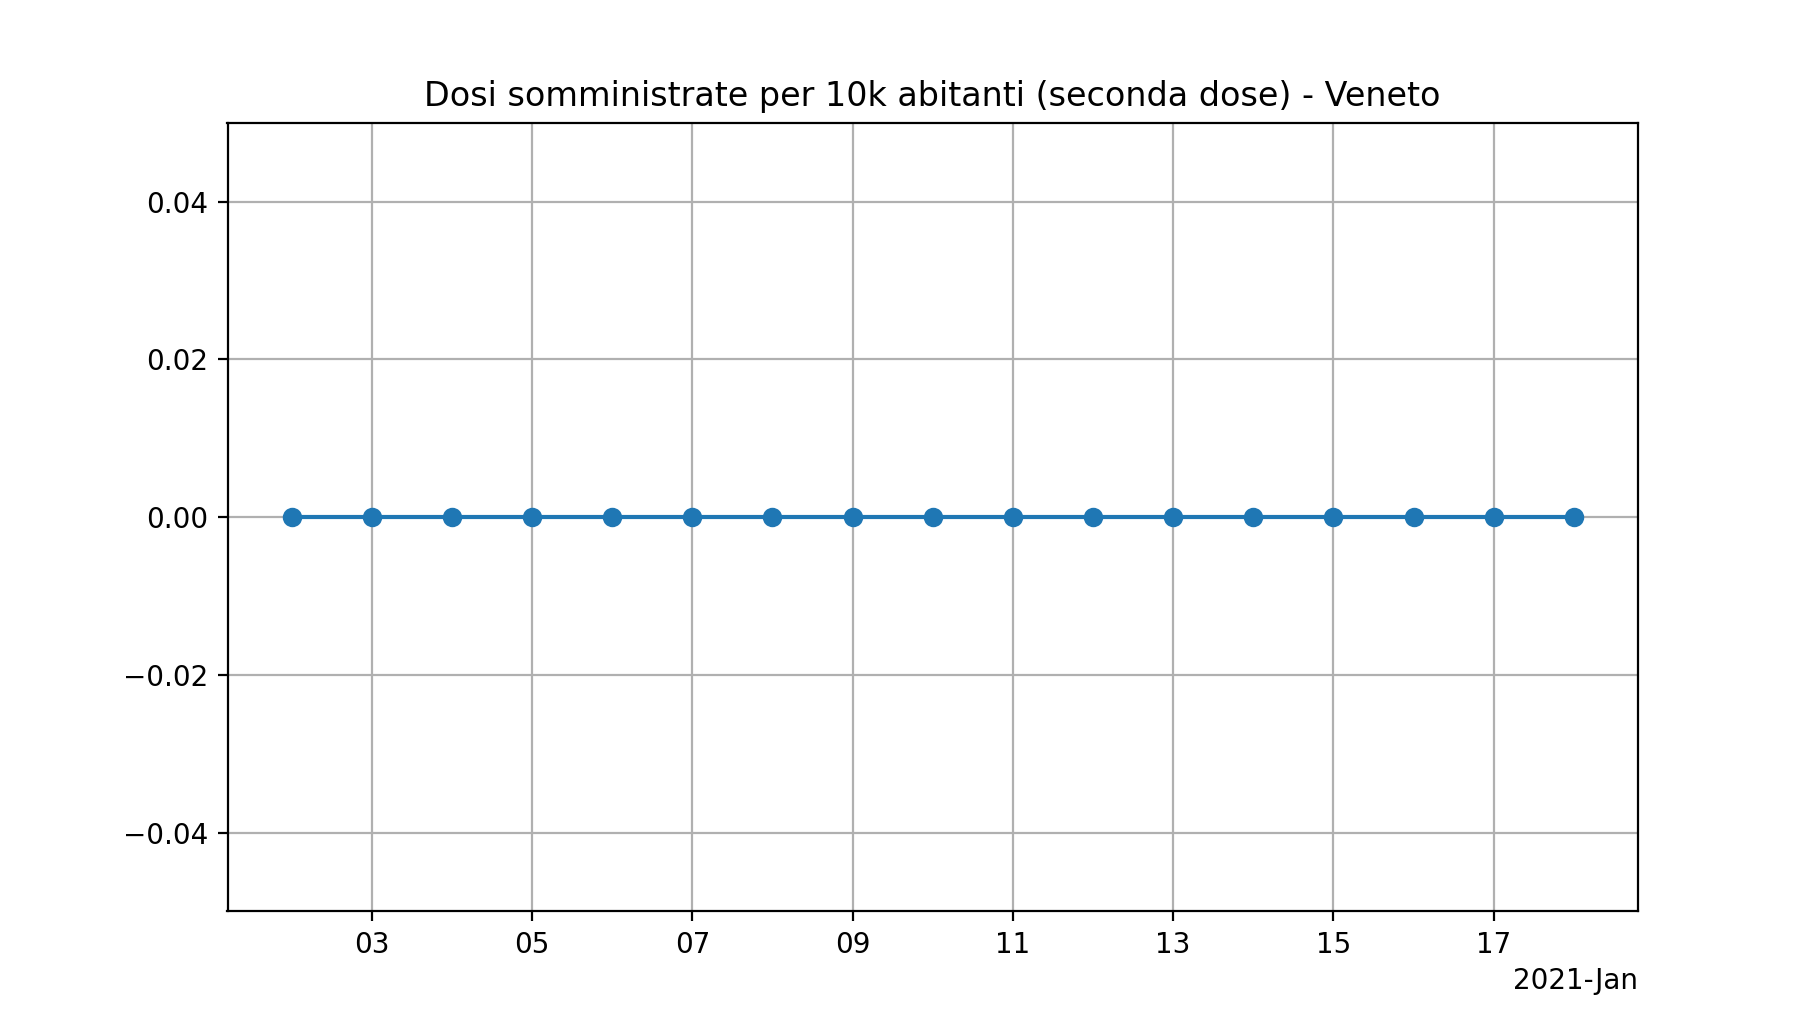 Dosi somministrate per 10k abitanti (seconda dose) - Veneto
0.04
0.02
0.00
−0.02
−0.04
03 05 07 09 11 13 15 17
2021-Jan